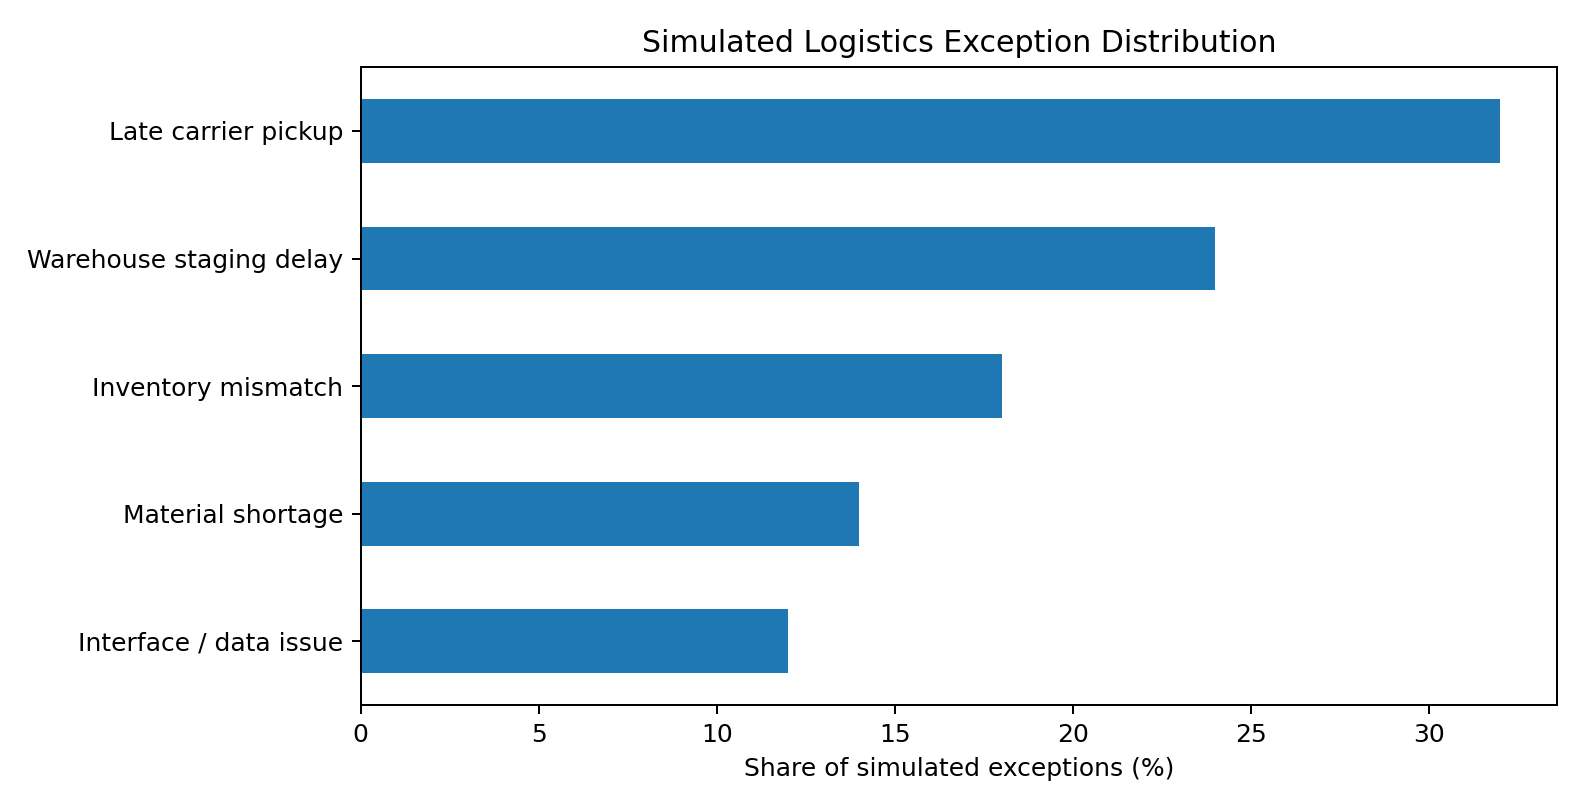 Simulated Logistics Exception Distribution
Late carrier pickup
Warehouse staging delay
Inventory mismatch
Material shortage
Interface / data issue
0 5 10 15 20 25 30
Share of simulated exceptions (%)